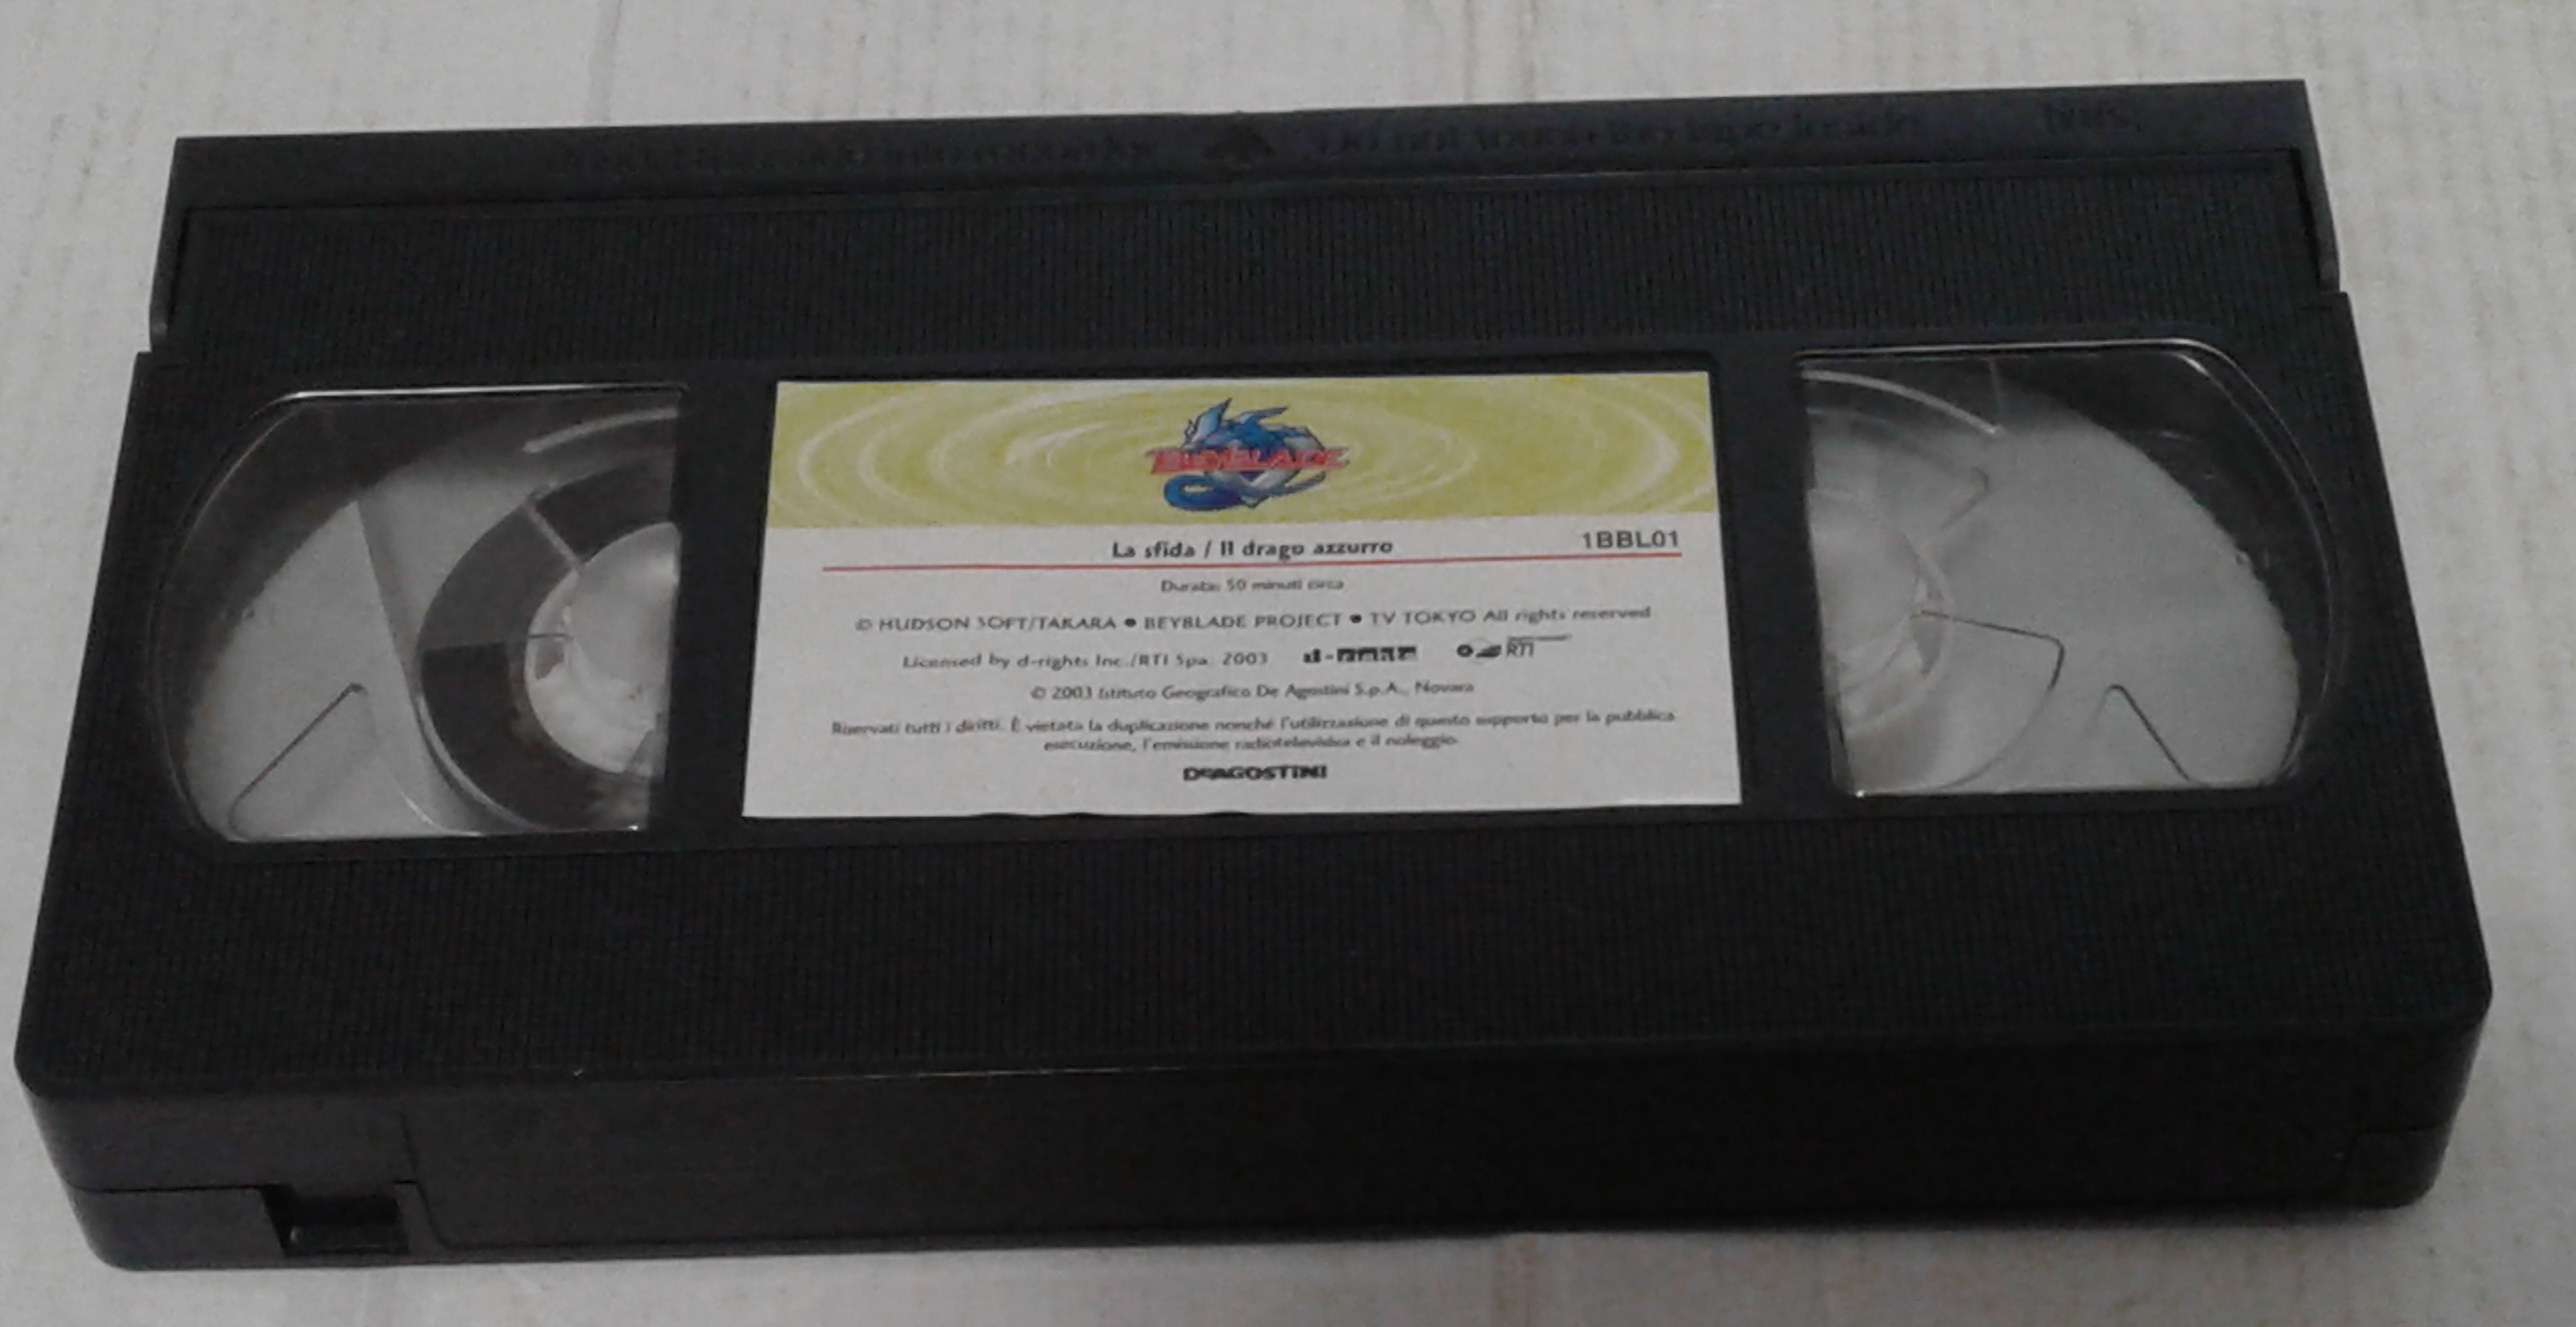 BEYBLADE
La sfida / Il drago azzurro 1BBL01
Durata: 50 minuti circa
© HUDSON SOFT/TAKARA ● BEYBLADE PROJECT ● TV TOKYO All rights reserved
Licensed by d-rights Inc./RTI Spa. 2003 d-rights RTI
© 2003 Istituto Geografico De Agostini S.p.A., Novara
Riservati tutti i diritti. È vietata la duplicazione nonché l'utilizzazione di questo supporto per la pubblica
esecuzione, l'emissione radiotelevisiva e il noleggio.
DEAGOSTINI